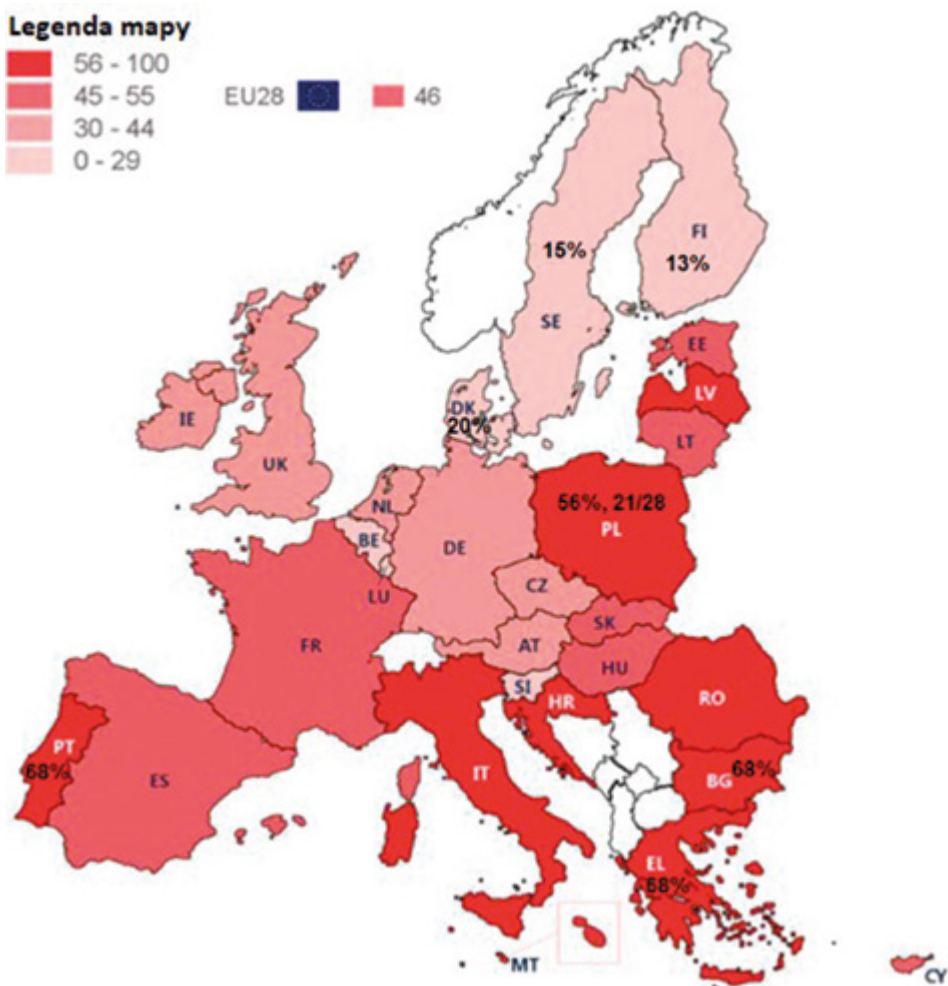 Legenda mapy
56 - 100
45 - 55
30 - 44
0 - 29
EU28
46
FI
13%
15%
SE
EE
LV
LT
DK
20%
IE
UK
NL
BE
LU
DE
56%, 21/28
PL
CZ
SK
AT
HU
SI
HR
FR
RO
PT
68%
ES
IT
BG
68%
EL
68%
MT
CY